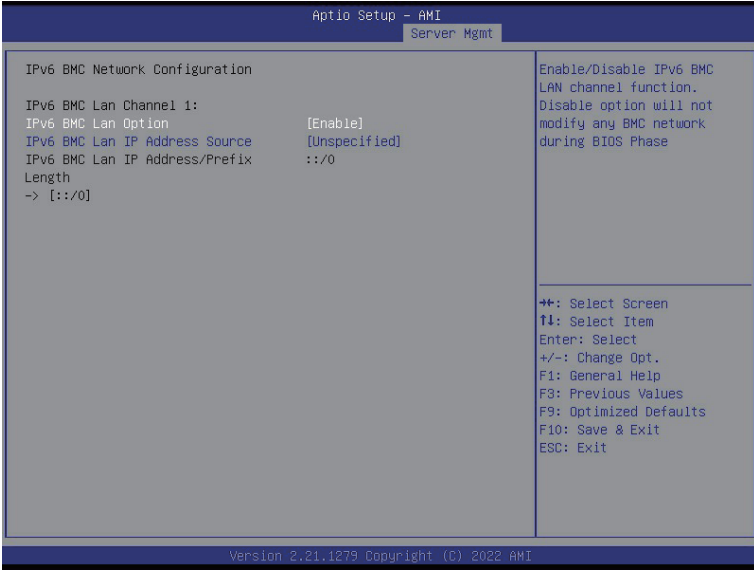 Aptio Setup – AMI
Server Mgmt
IPv6 BMC Network Configuration
IPv6 BMC Lan Channel 1:
IPv6 BMC Lan Option [Enable]
IPv6 BMC Lan IP Address Source [Unspecified]
IPv6 BMC Lan IP Address/Prefix ::/0
Length
-> [::/0]
Enable/Disable IPv6 BMC
LAN channel function.
Disable option will not
modify any BMC network
during BIOS Phase
→←: Select Screen
↑↓: Select Item
Enter: Select
+/-: Change Opt.
F1: General Help
F3: Previous Values
F9: Optimized Defaults
F10: Save & Exit
ESC: Exit
Version 2.21.1279 Copyright (C) 2022 AMI